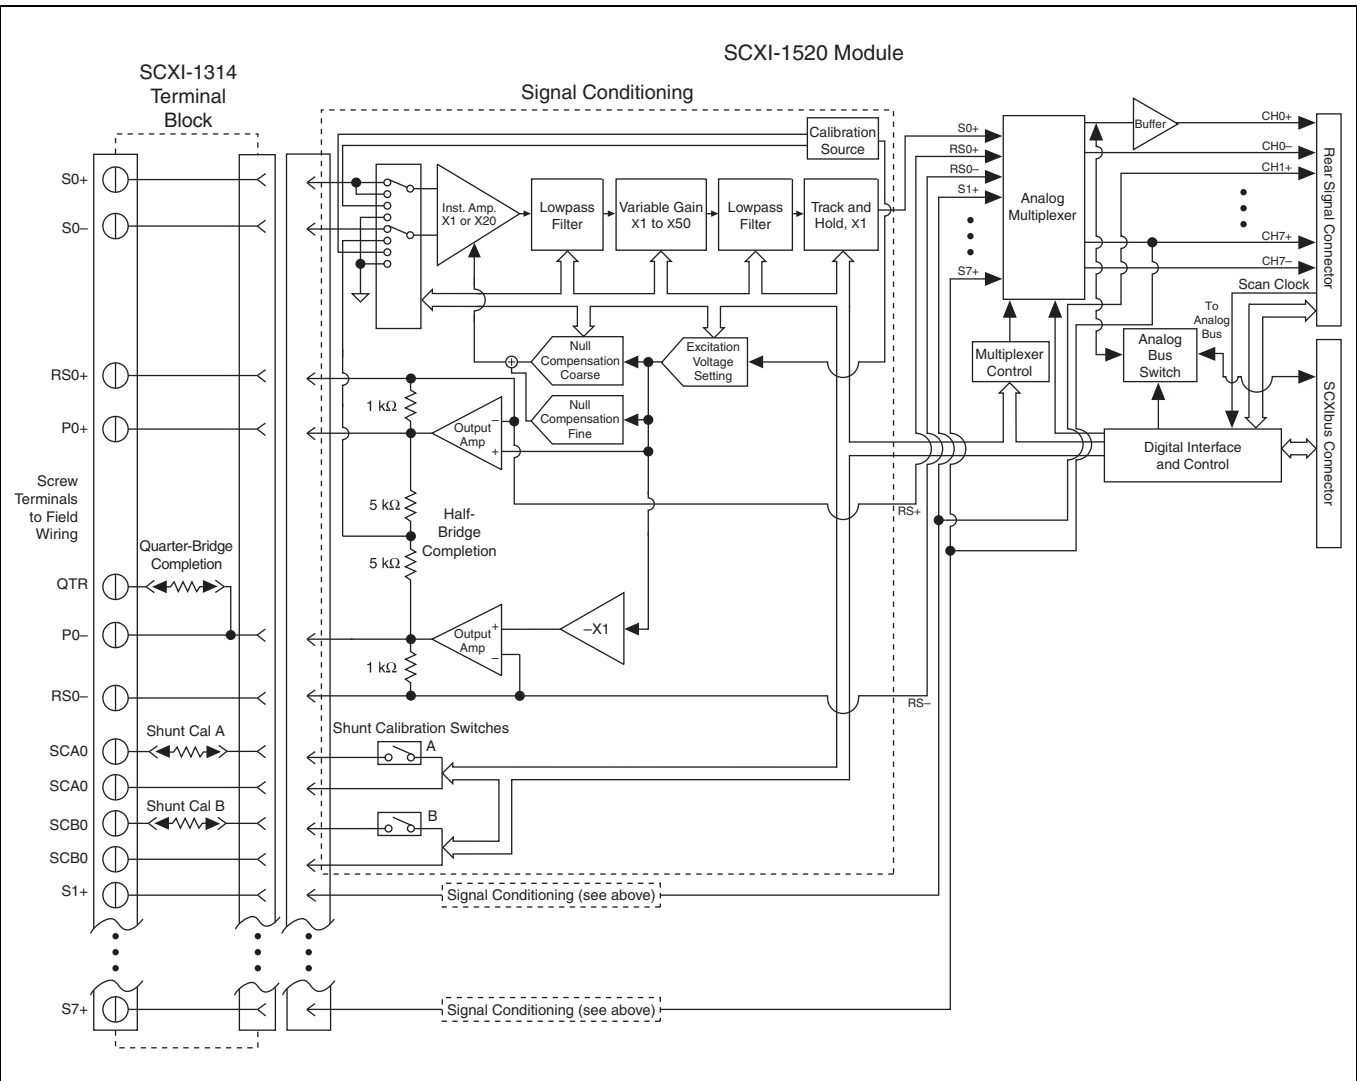 SCXI-1520 Module
SCXI-1314
Terminal
Block
Signal Conditioning
S0+
S0–
RS0+
P0+
Screw
Terminals
to Field
Wiring
QTR
P0–
RS0–
SCA0
SCA0
SCB0
SCB0
S1+
S7+
Quarter-Bridge
Completion
Shunt Cal A
Shunt Cal B
Calibration
Source
Inst. Amp.
X1 or X20
Lowpass
Filter
Variable Gain
X1 to X50
Lowpass
Filter
Track and
Hold, X1
Null
Compensation
Coarse
Excitation
Voltage
Setting
Null
Compensation
Fine
1 kΩ
Output
Amp
–
+
5 kΩ
Half-
Bridge
Completion
5 kΩ
Output
Amp
+
–
–X1
1 kΩ
Shunt Calibration Switches
A
B
Signal Conditioning (see above)
Signal Conditioning (see above)
RS+
RS–
S0+
RS0+
RS0–
S1+
S7+
Analog
Multiplexer
Buffer
CH0+
CH0–
CH1+
CH7+
CH7–
Scan Clock
Rear Signal Connector
To
Analog
Bus
Multiplexer
Control
Analog
Bus
Switch
Digital Interface
and Control
SCXIbus Connector